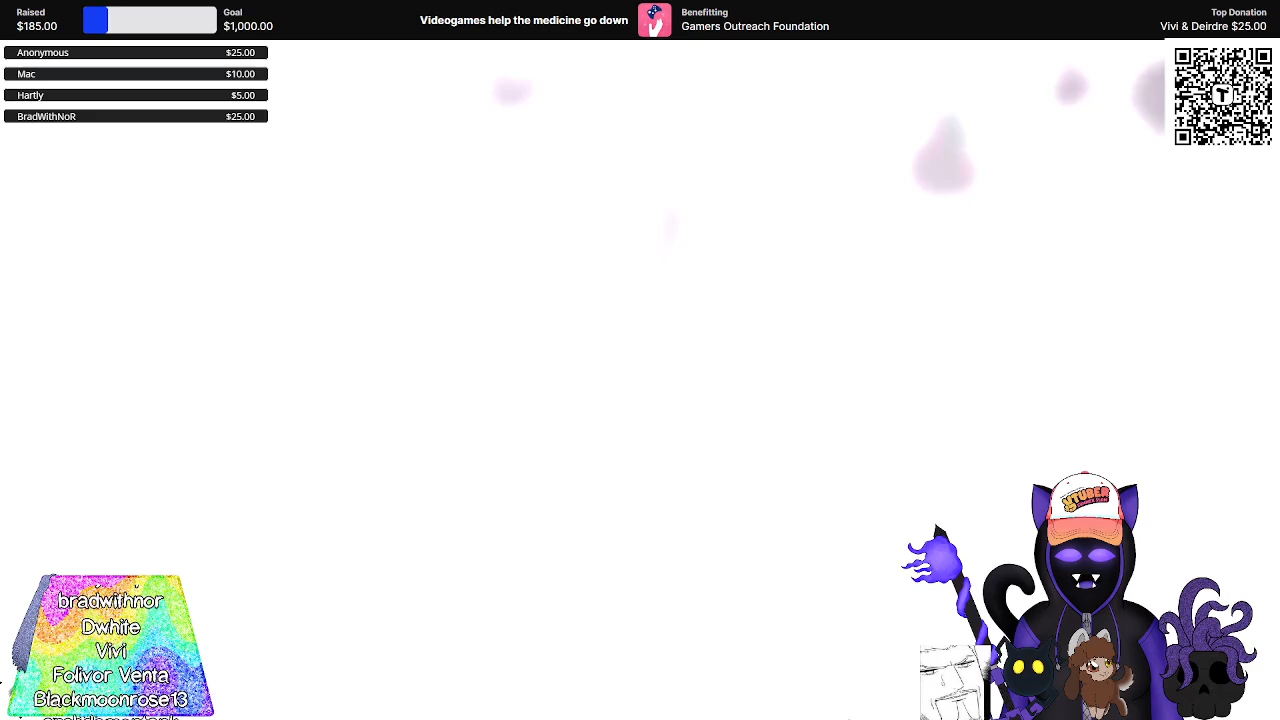 Raised
$185.00
Goal
$1,000.00
Videogames help the medicine go down
Benefitting
Gamers Outreach Foundation
Top Donation
Vivi & Deirdre $25.00
Anonymous $25.00
Mac $10.00
Hartly $5.00
BradWithNoR $25.00
T
VTUBER
bradwithnor
Dwhite
Vivi
Folivor Venta
Blackmoonrose13